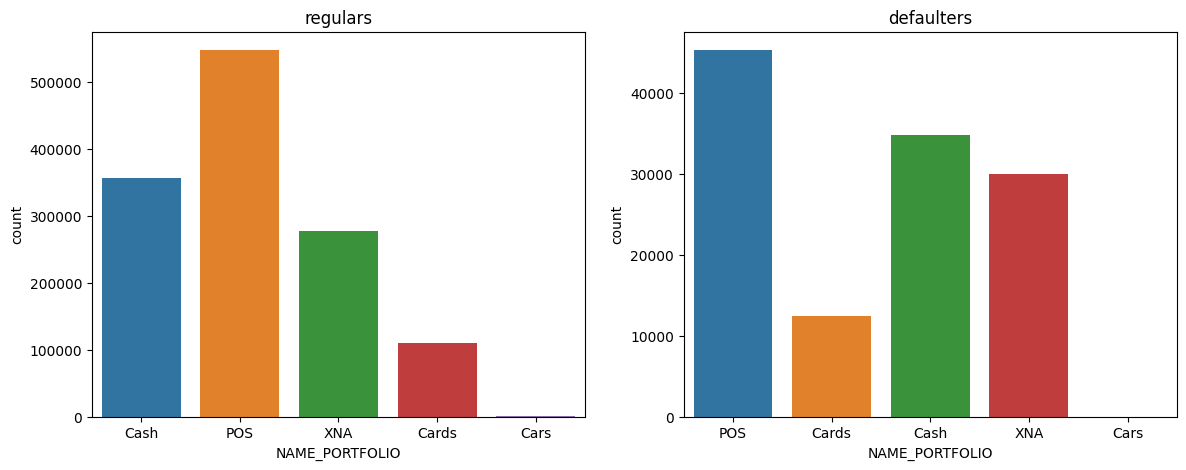 regulars
count
500000
400000
300000
200000
100000
0
Cash POS XNA Cards Cars
NAME_PORTFOLIO
defaulters
count
40000
30000
20000
10000
0
POS Cards Cash XNA Cars
NAME_PORTFOLIO